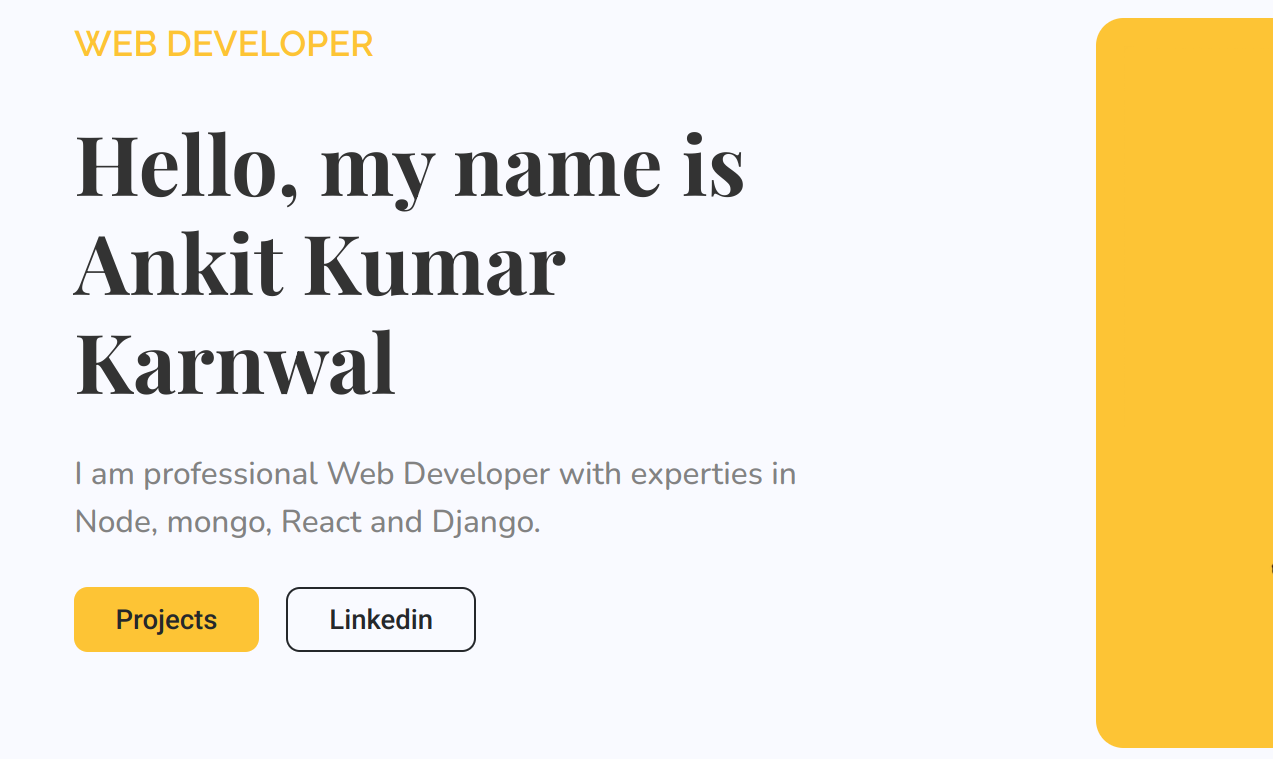 WEB DEVELOPER
Hello, my name is
Ankit Kumar
Karnwal
I am professional Web Developer with experties in
Node, mongo, React and Django.
Projects
Linkedin